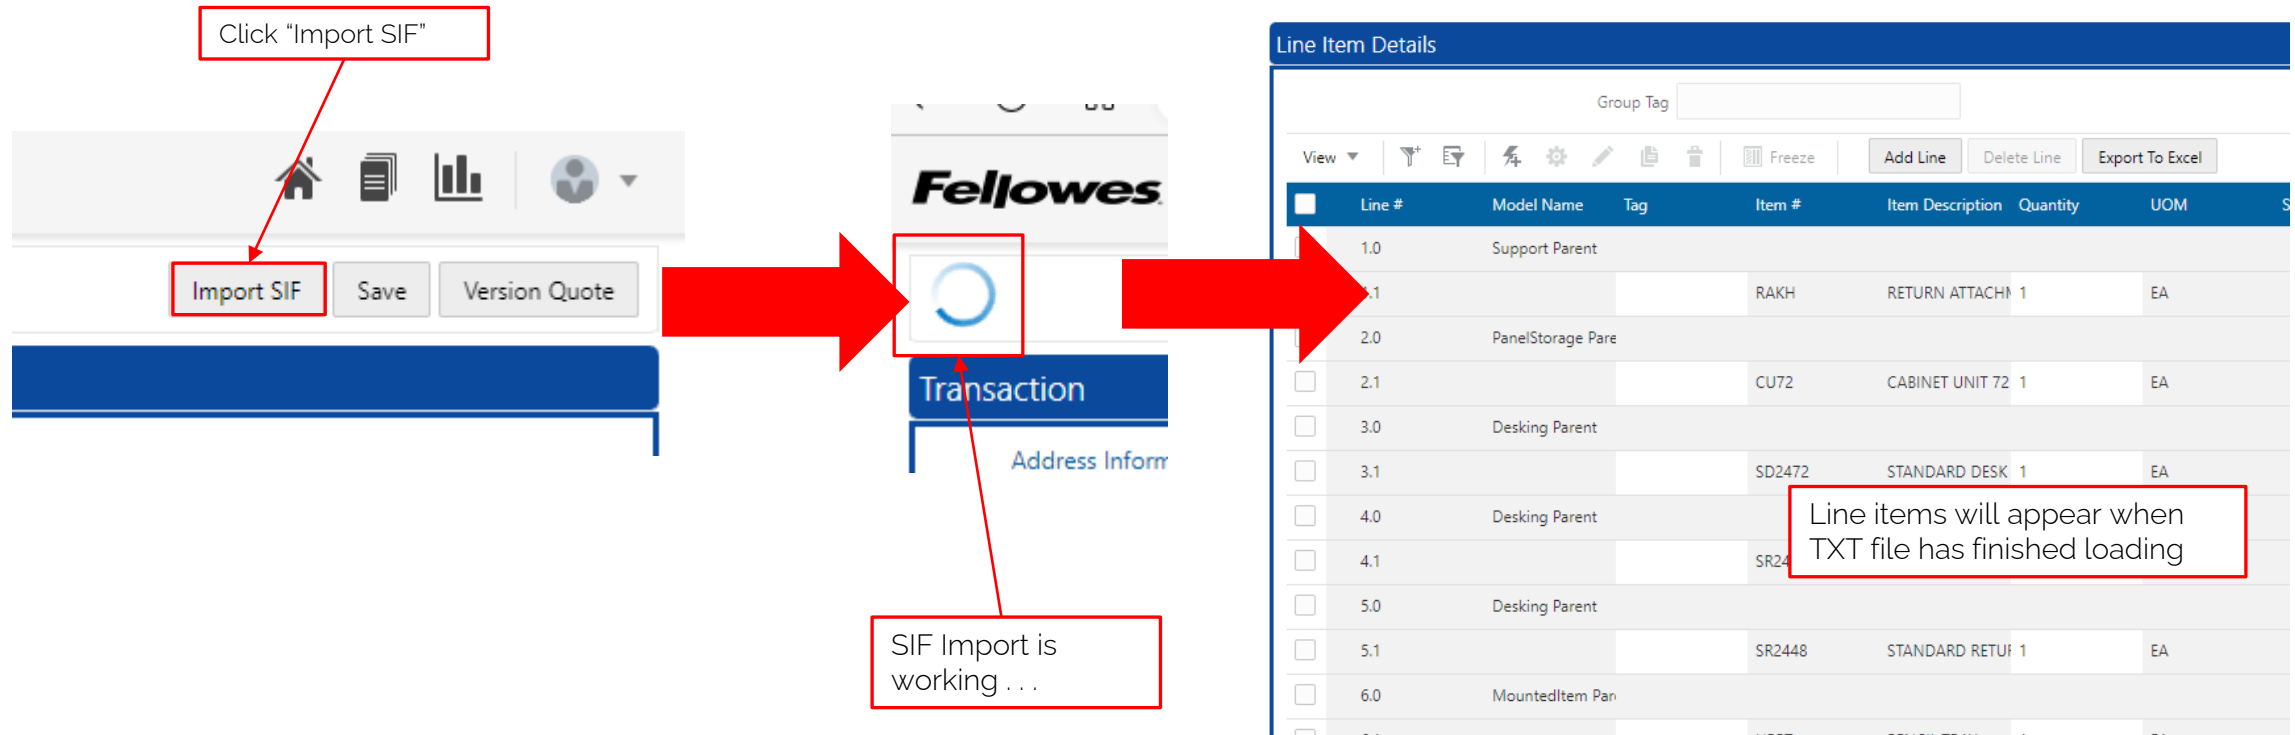 Click “Import SIF”
Import SIF
Save
Version Quote
Fellowes
Transaction
Address Inform
SIF Import is
working . . .
Line Item Details
Group Tag
View
Freeze
Add Line
Delete Line
Export To Excel
Line #
Model Name
Tag
Item #
Item Description
Quantity
UOM
S
1.0
Support Parent
.1
RAKH
RETURN ATTACHM
1
EA
2.0
PanelStorage Pare
2.1
CU72
CABINET UNIT 72
1
EA
3.0
Desking Parent
3.1
SD2472
STANDARD DESK
1
EA
4.0
Desking Parent
4.1
SR24
Line items will appear when
TXT file has finished loading
5.0
Desking Parent
5.1
SR2448
STANDARD RETUR
1
EA
6.0
MountedItem Par